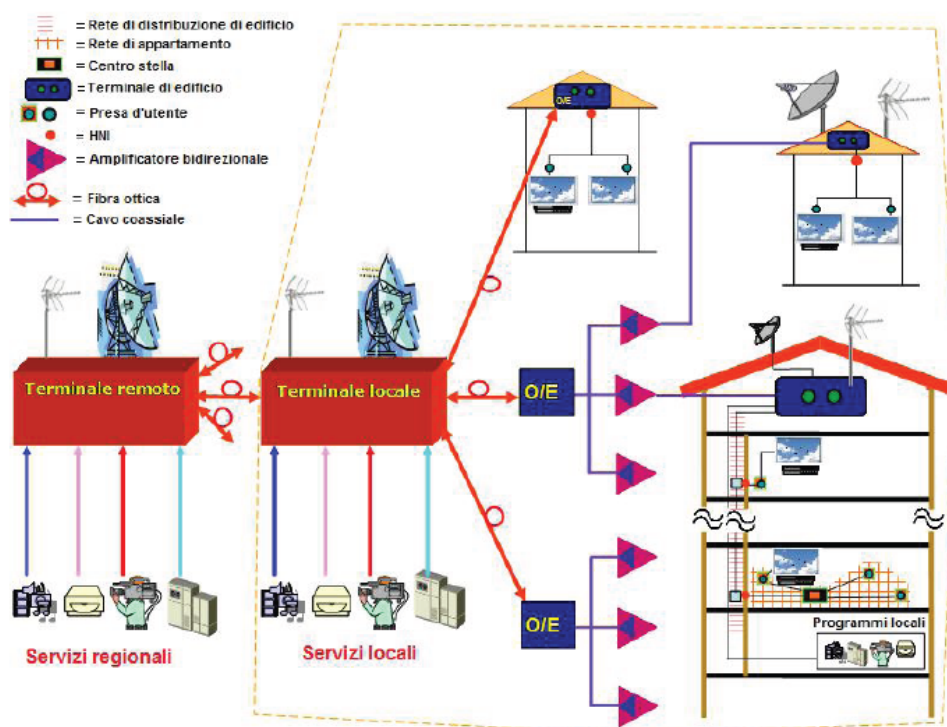 = Rete di distribuzione di edificio
= Rete di appartamento
= Centro stella
= Terminale di edificio
= Presa d'utente
= HNI
= Amplificatore bidirezionale
= Fibra ottica
= Cavo coassiale
O/E
Terminale remoto
Terminale locale
O/E
O/E
Programmi locali
Servizi regionali
Servizi locali